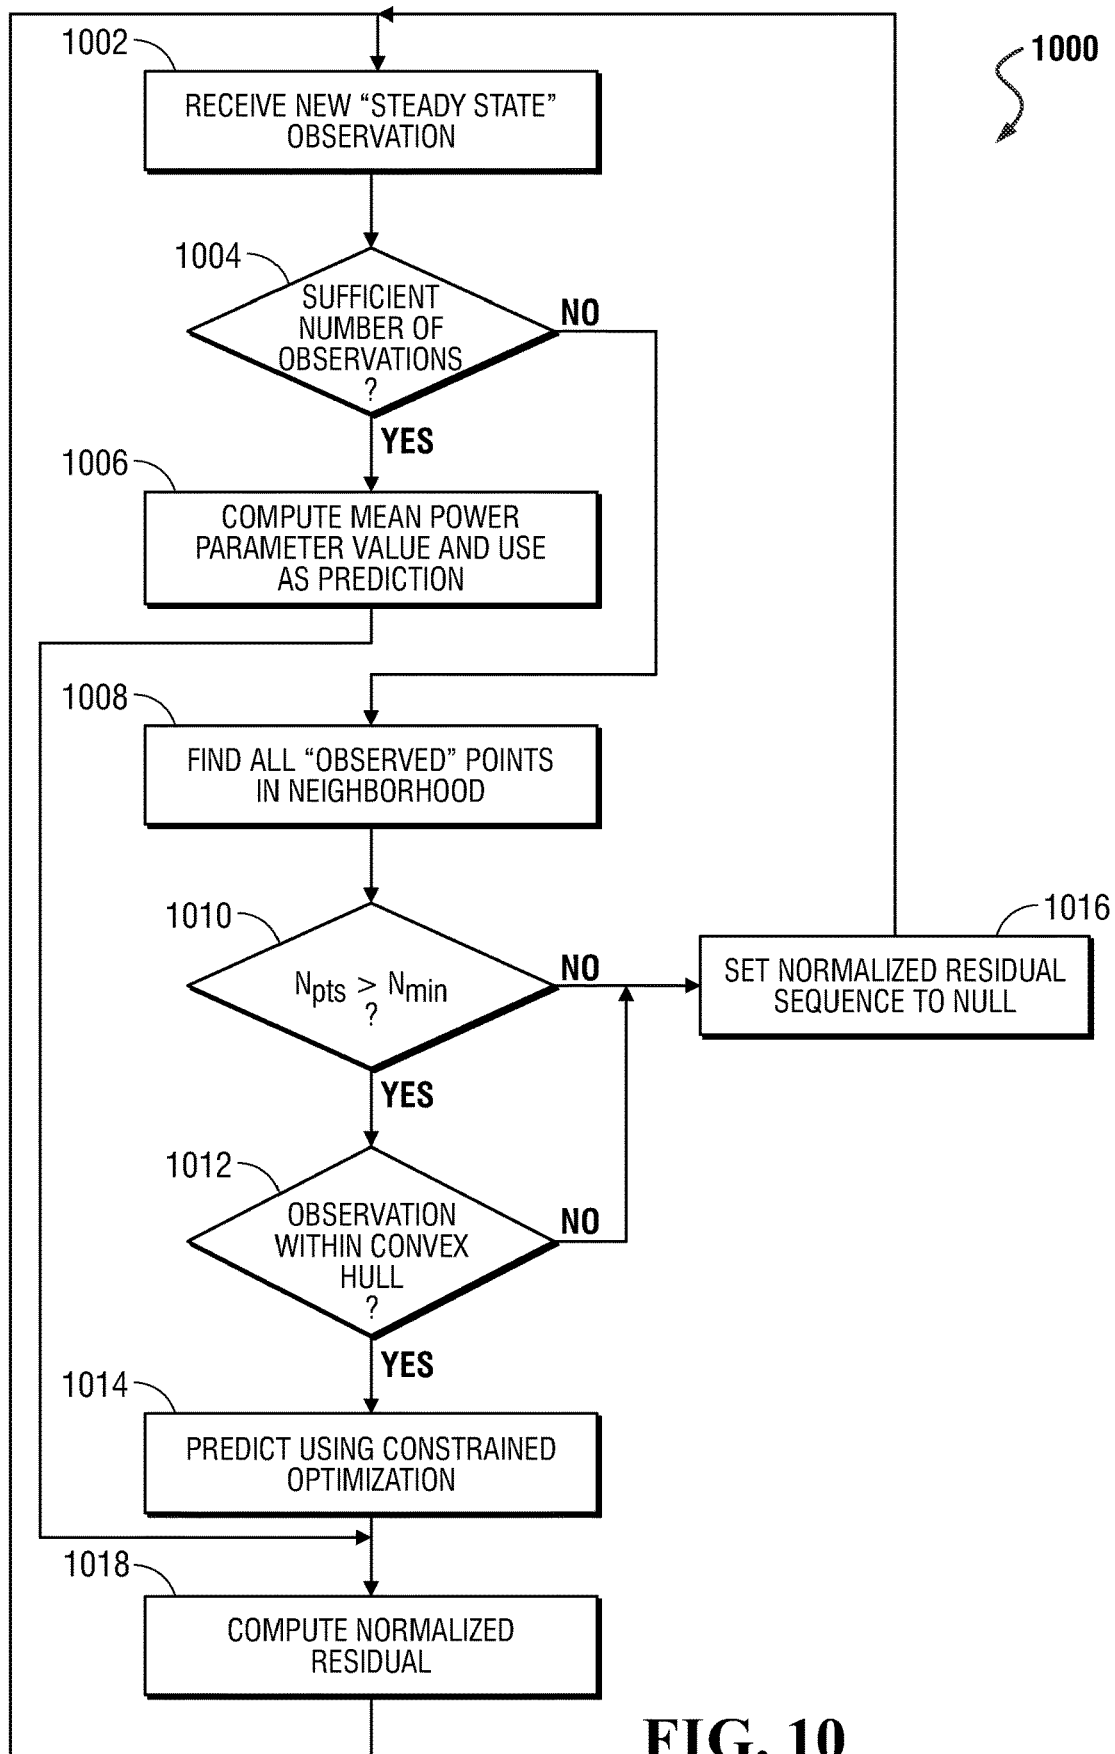 1002
1000
RECEIVE NEW “STEADY STATE”
OBSERVATION
1004
SUFFICIENT
NUMBER OF
OBSERVATIONS
?
NO
YES
1006
COMPUTE MEAN POWER
PARAMETER VALUE AND USE
AS PREDICTION
1008
FIND ALL “OBSERVED” POINTS
IN NEIGHBORHOOD
1010
Npts > Nmin
?
NO
YES
1016
SET NORMALIZED RESIDUAL
SEQUENCE TO NULL
1012
OBSERVATION
WITHIN CONVEX
HULL
?
NO
YES
1014
PREDICT USING CONSTRAINED
OPTIMIZATION
1018
COMPUTE NORMALIZED
RESIDUAL
FIG. 10